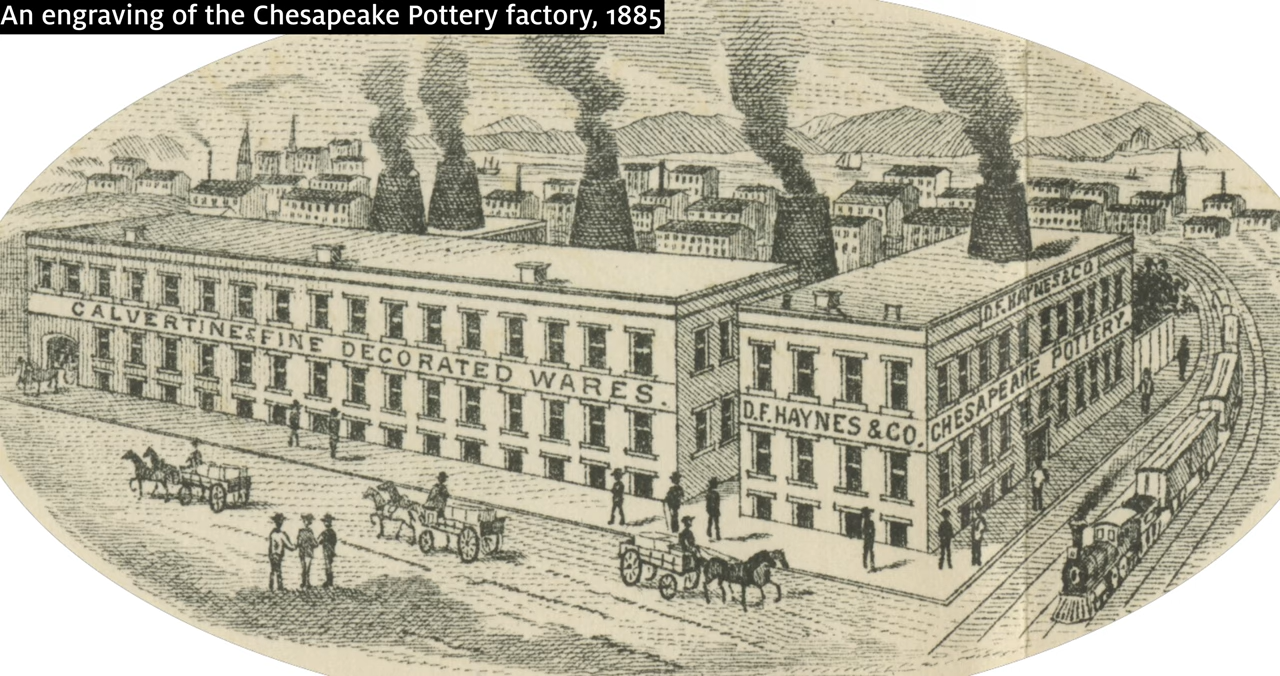 An engraving of the Chesapeake Pottery factory, 1885
CALVERTINE & FINE DECORATED WARES.
D.F. HAYNES & CO.
D.F. HAYNES & CO.
CHESAPEAKE POTTERY.